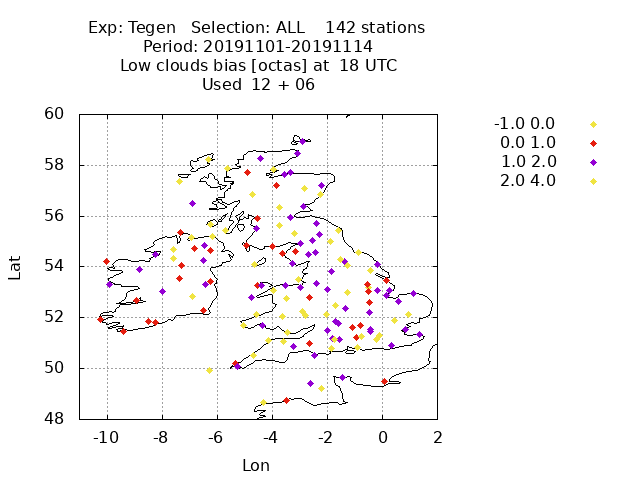 Exp: Tegen Selection: ALL 142 stations
Period: 20191101-20191114
Low clouds bias [octas] at 18 UTC
Used 12 + 06
-1.0 0.0
0.0 1.0
1.0 2.0
2.0 4.0
60
58
56
54
52
50
48
Lat
-10 -8 -6 -4 -2 0 2
Lon